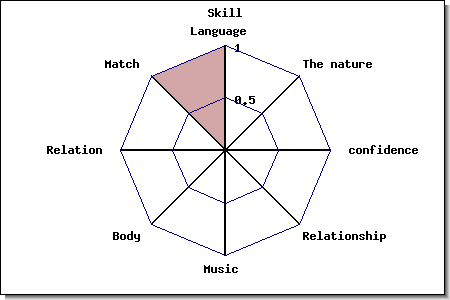 Skill
Language
1
Match
The nature
0,5
Relation
confidence
Body
Relationship
Music